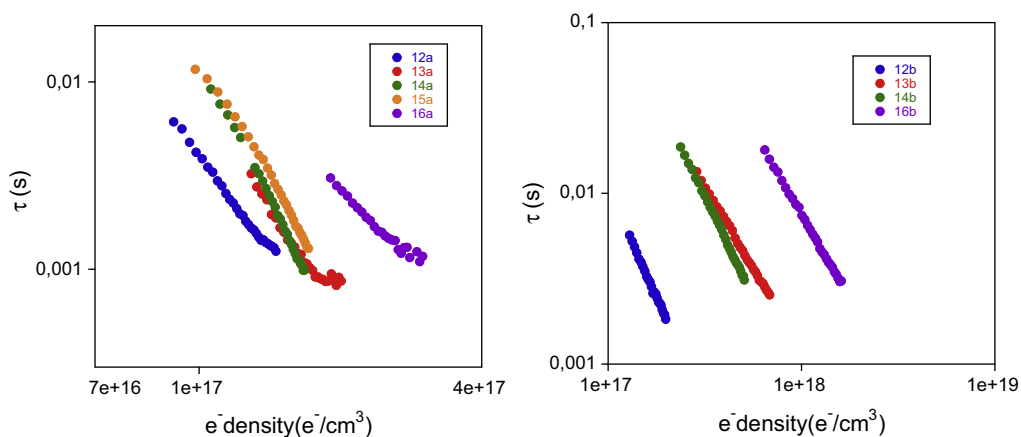 0,01
0,001
τ (s)
12a
13a
14a
15a
16a
7e+16
1e+17
4e+17
e⁻density(e⁻/cm³)
0,1
0,01
0,001
τ (s)
12b
13b
14b
16b
1e+17
1e+18
1e+19
e⁻density(e⁻/cm³)